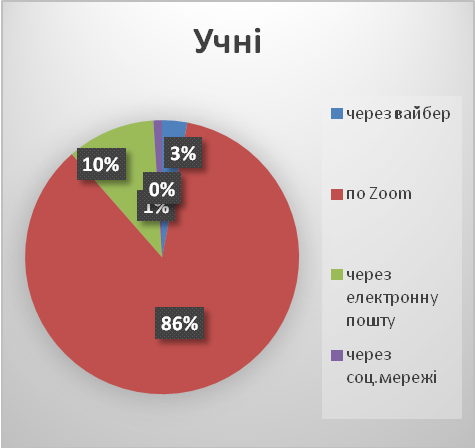 Учні
3%
10%
0%
1%
86%
через вайбер
по Zoom
через
електронну
пошту
через
соц.мережі